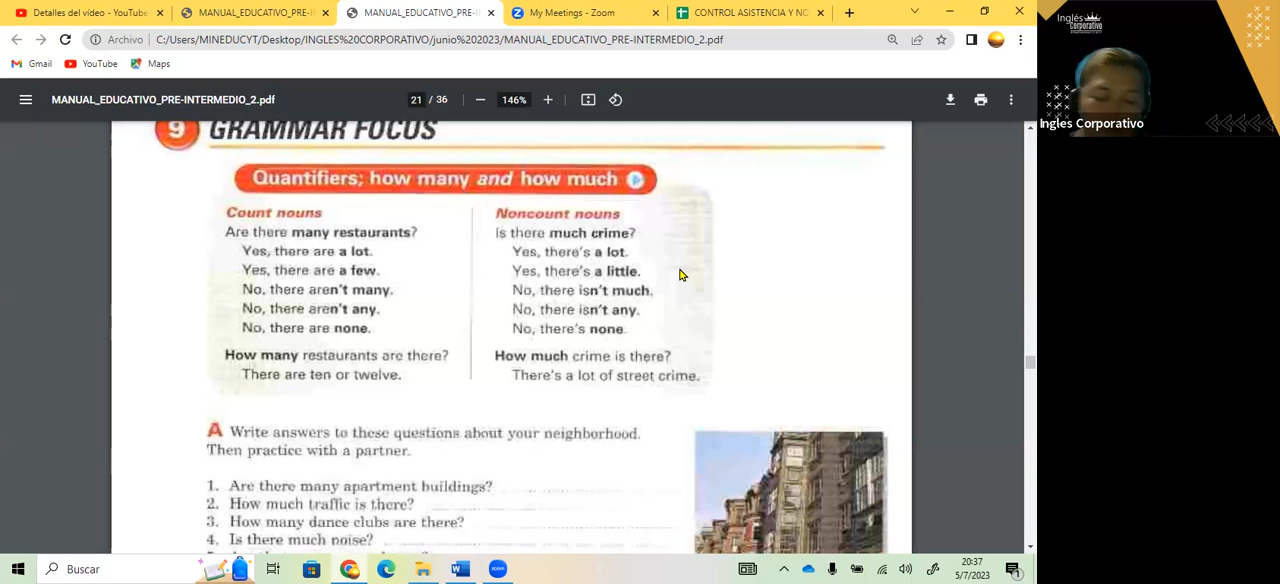 Detalles del vídeo - YouTube
MANUAL_EDUCATIVO_PRE-I
MANUAL_EDUCATIVO_PRE-I
My Meetings - Zoom
CONTROL ASISTENCIA Y NO
Archivo
C:/Users/MINEDUCYT/Desktop/INGLES%20CORPORATIVO/junio%202023/MANUAL_EDUCATIVO_PRE-INTERMEDIO_2.pdf
Gmail
YouTube
Maps
MANUAL_EDUCATIVO_PRE-INTERMEDIO_2.pdf
21 / 36
146%
9 GRAMMAR FOCUS
Quantifiers; how many and how much
Count nouns
Are there many restaurants?
Yes, there are a lot.
Yes, there are a few.
No, there aren't many.
No, there aren't any.
No, there are none.
How many restaurants are there?
There are ten or twelve.
Noncount nouns
Is there much crime?
Yes, there's a lot.
Yes, there's a little.
No, there isn't much.
No, there isn't any.
No, there's none.
How much crime is there?
There's a lot of street crime.
A Write answers to these questions about your neighborhood.
Then practice with a partner.
1. Are there many apartment buildings?
2. How much traffic is there?
3. How many dance clubs are there?
4. Is there much noise?
Inglés
Corporativo
Ingles Corporativo
Buscar
20:37
5/7/2023